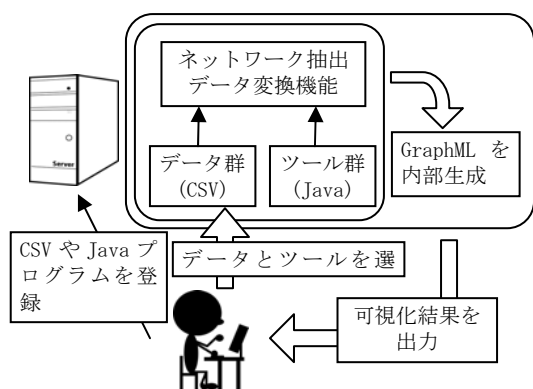 ネットワーク抽出
データ変換機能
データ群
(CSV)
ツール群
(Java)
GraphML を
内部生成
Server
CSV や Java プ
ログラムを登
録
データとツールを選
可視化結果を
出力